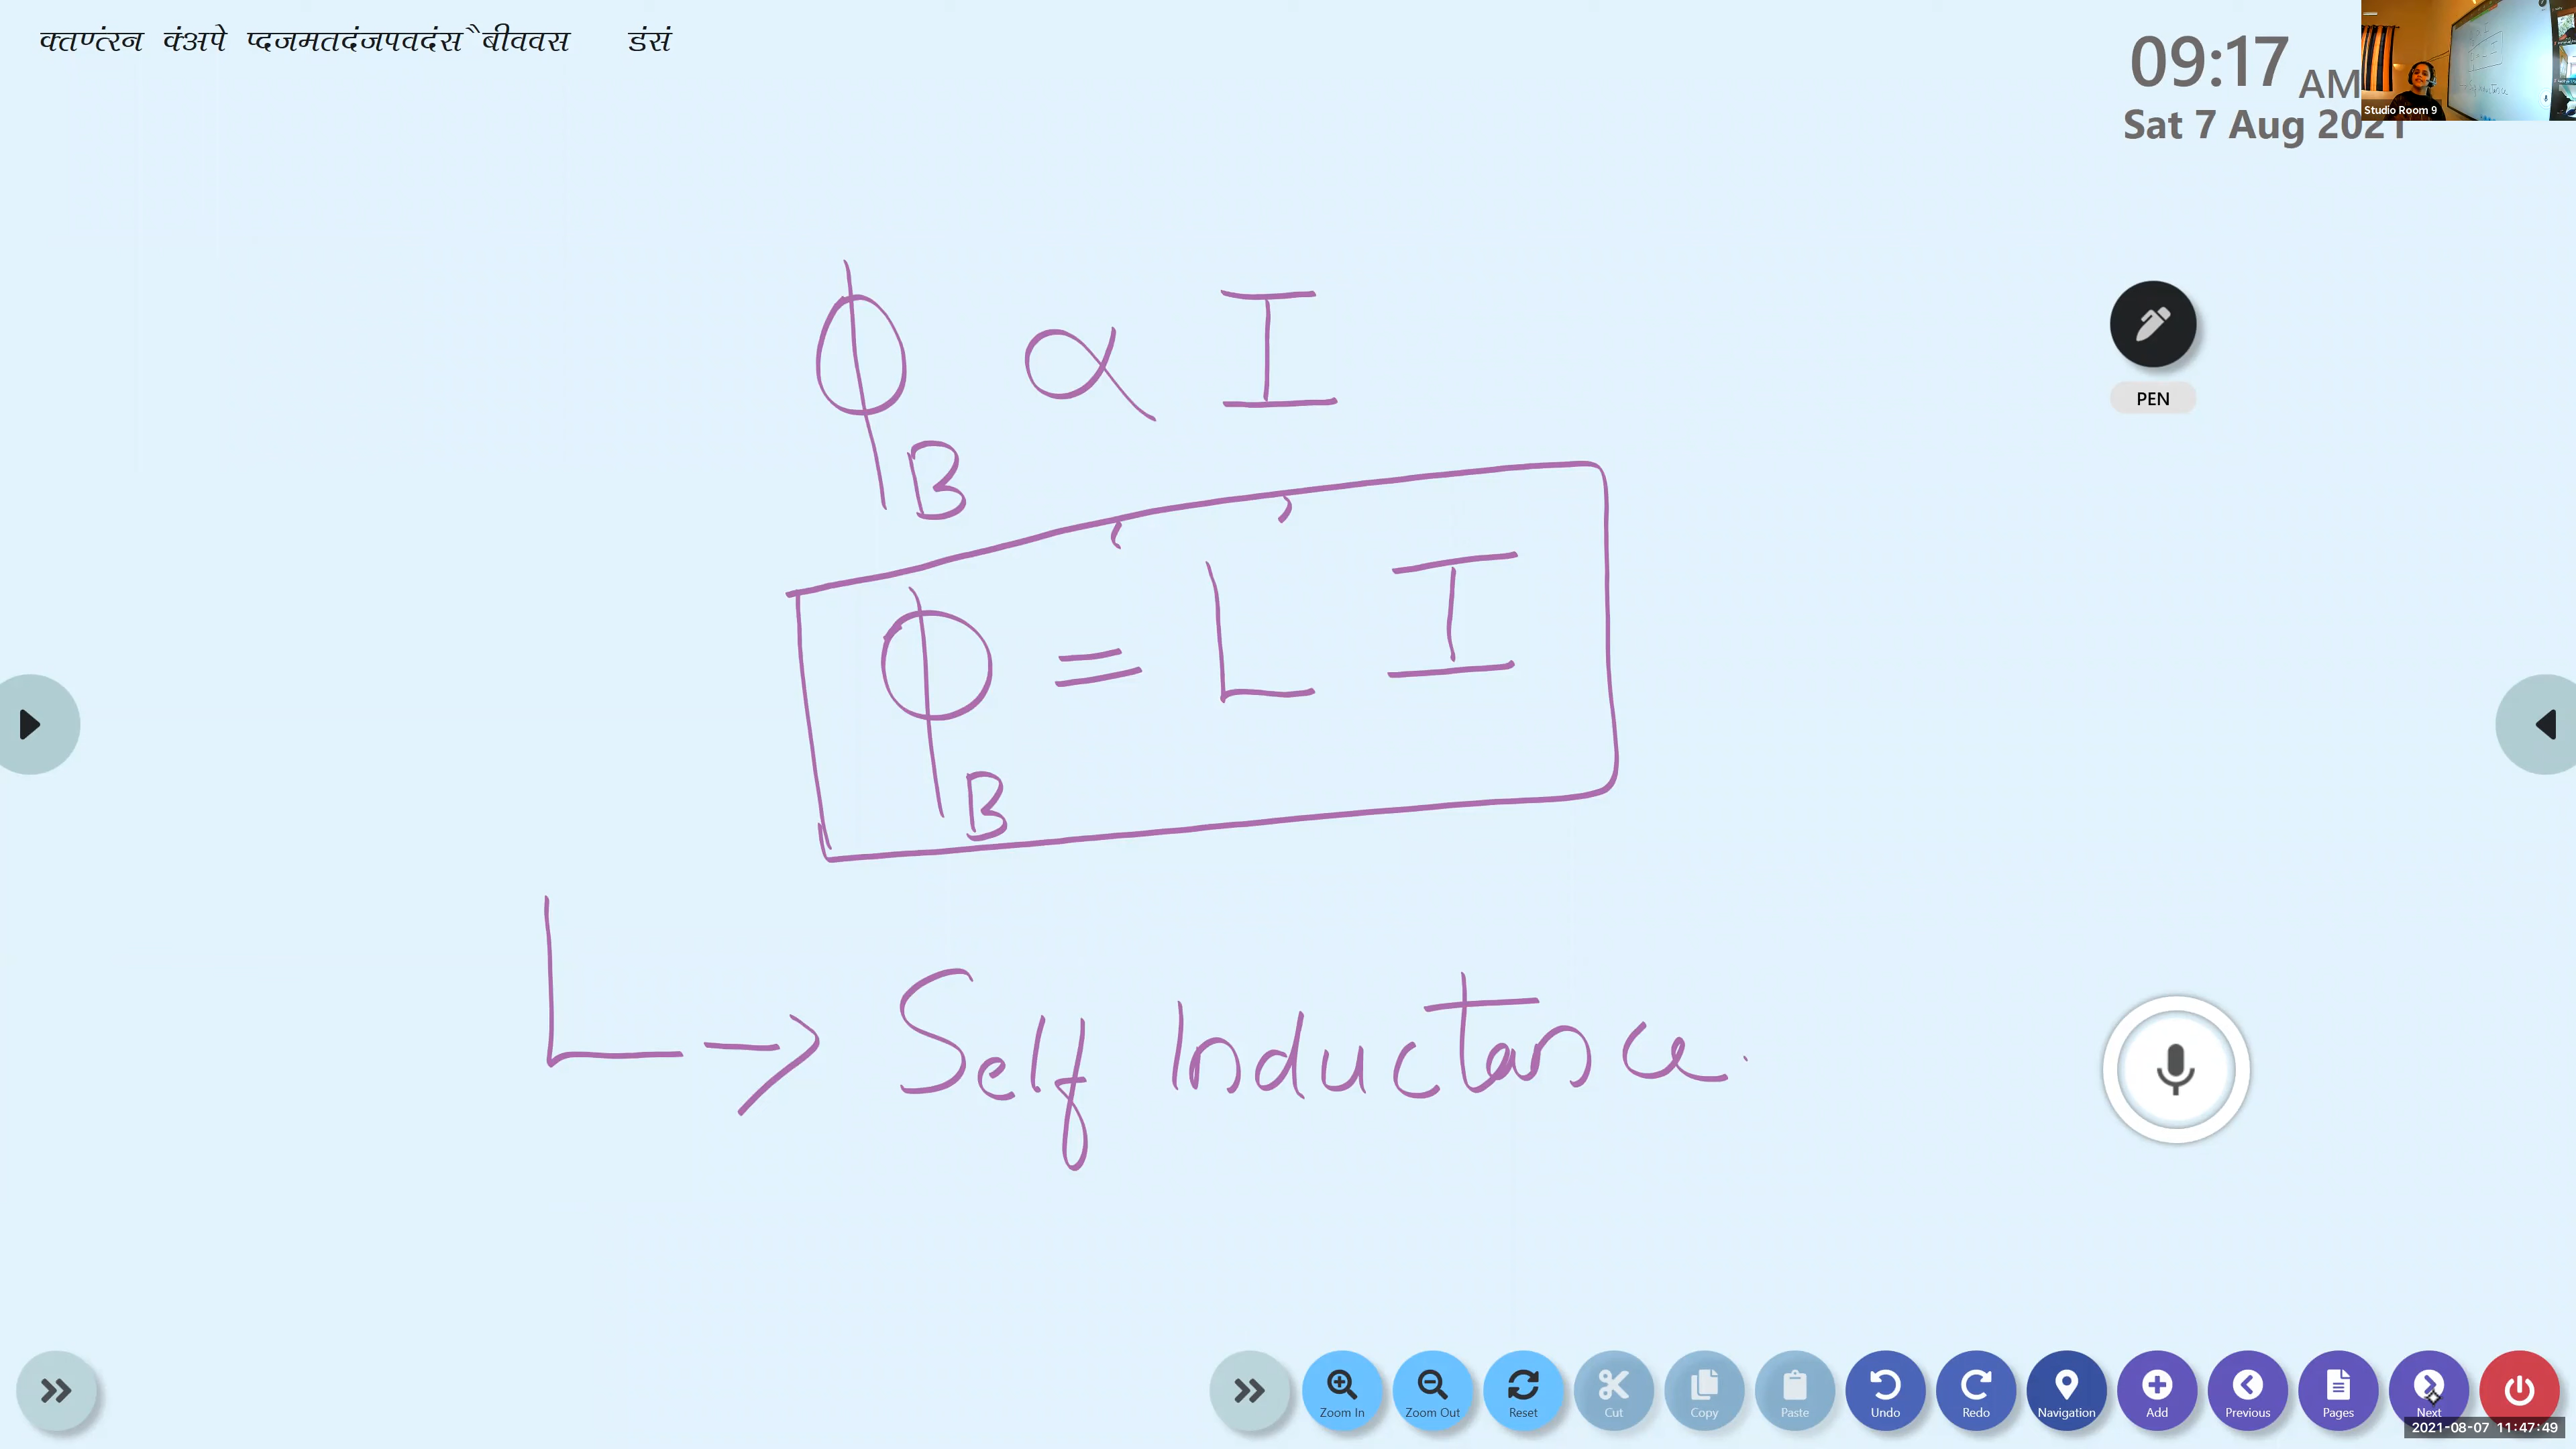 क्तण्तंरन कंअपे प्दजमतदंजपवदंस ैबीववस डंसं
09:17 AM
Sat 7 Aug 2021
Studio Room 9
ϕ_B ∝ I
PEN
ϕ_B = L I
L → Self Inductance.
Zoom In Zoom Out Reset Cut Copy Paste Undo Redo Navigation Add Previous Pages Next
2021-08-07 11:47:49